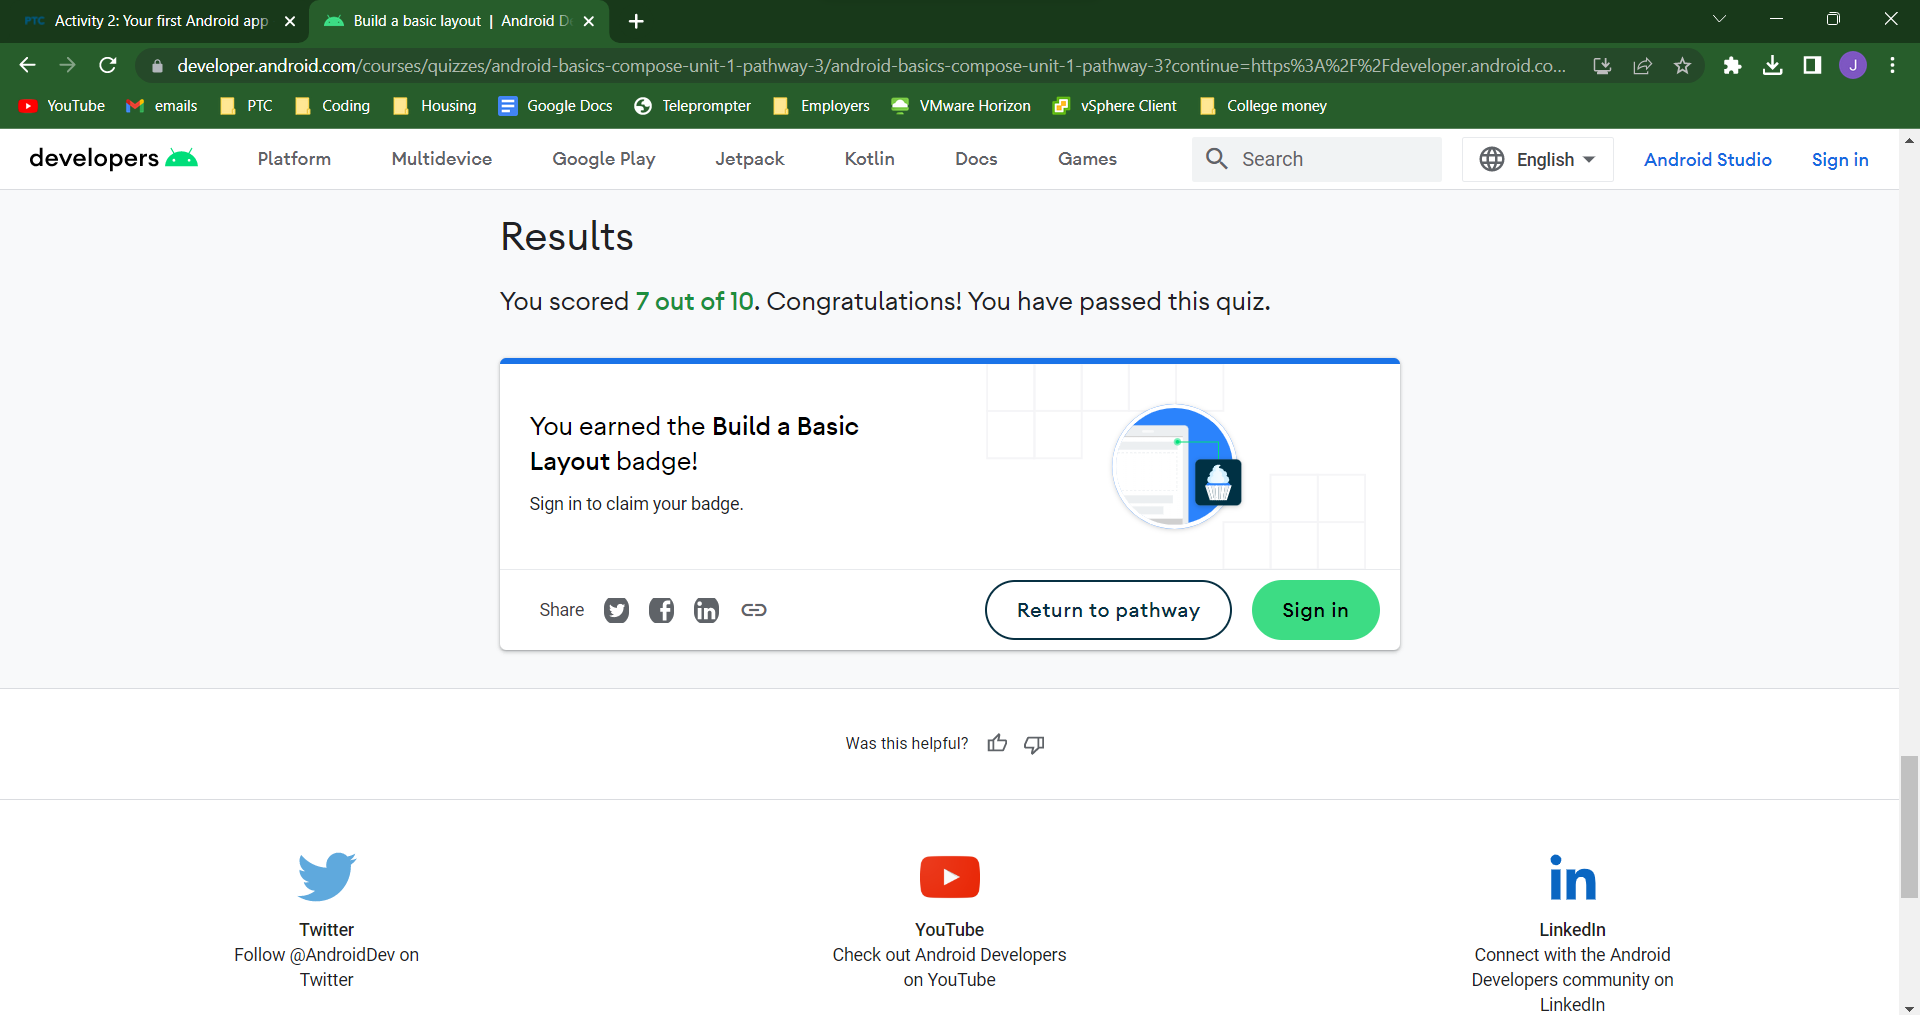 PTC Activity 2: Your first Android app
Build a basic layout | Android D
developer.android.com/courses/quizzes/android-basics-compose-unit-1-pathway-3/android-basics-compose-unit-1-pathway-3?continue=https%3A%2F%2Fdeveloper.android.co...
J
YouTube emails PTC Coding Housing Google Docs Teleprompter Employers VMware Horizon vSphere Client College money
developers Platform Multidevice Google Play Jetpack Kotlin Docs Games Search English Android Studio Sign in
Results
You scored 7 out of 10. Congratulations! You have passed this quiz.
You earned the Build a Basic
Layout badge!
Sign in to claim your badge.
Share Return to pathway Sign in
Was this helpful?
in
Twitter
Follow @AndroidDev on
Twitter
YouTube
Check out Android Developers
on YouTube
LinkedIn
Connect with the Android
Developers community on
LinkedIn